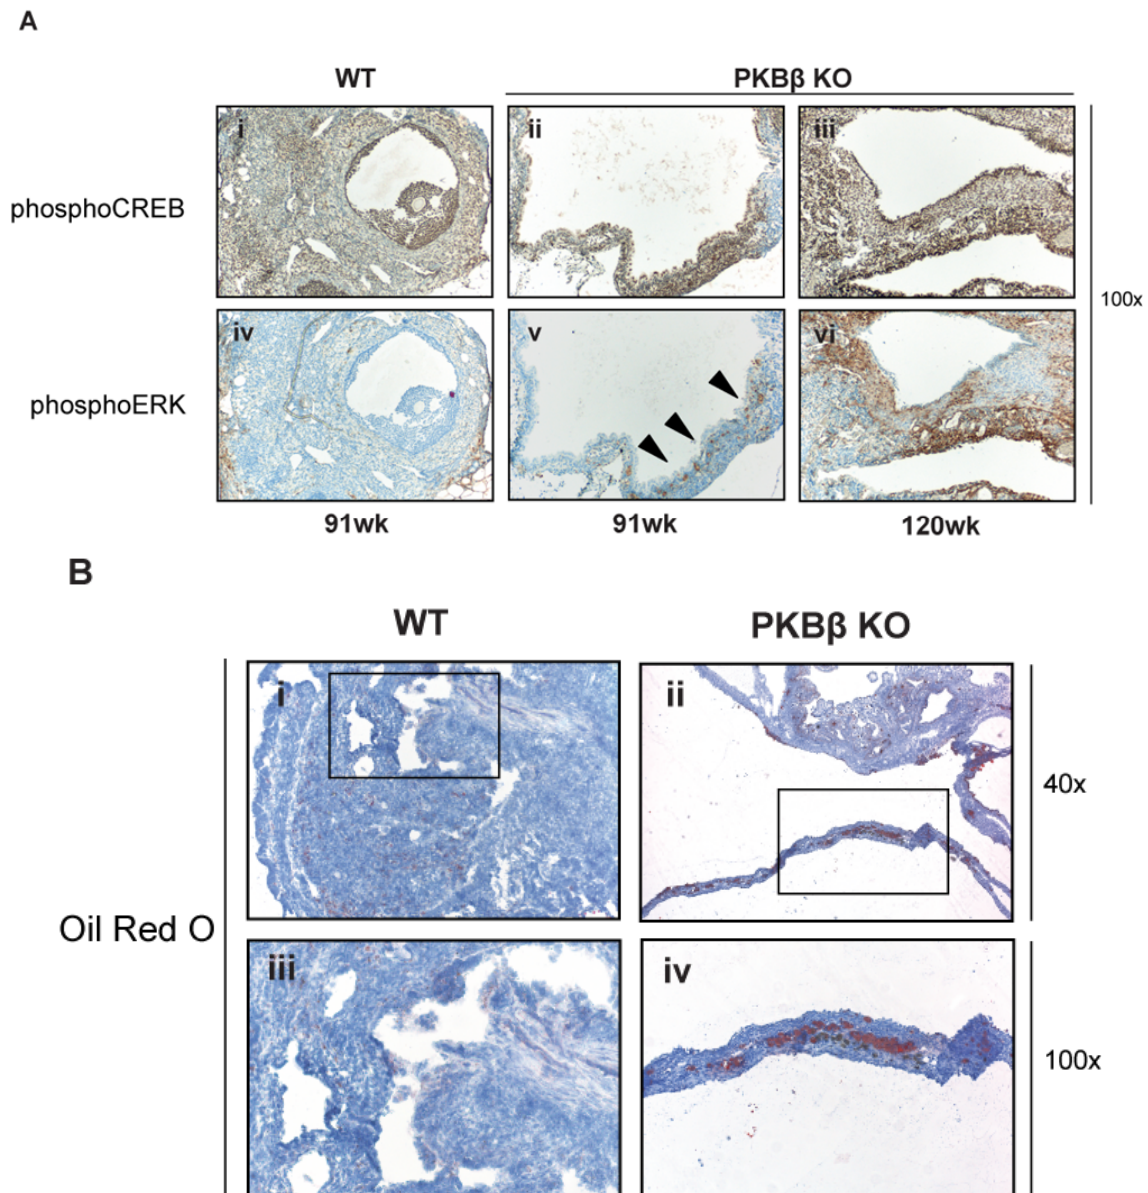 A
WT
PKBβ KO
i
ii
iii
phosphoCREB
100x
iv
v
vi
phosphoERK
91wk
91wk
120wk
B
WT
PKBβ KO
i
ii
40x
Oil Red O
iii
iv
100x